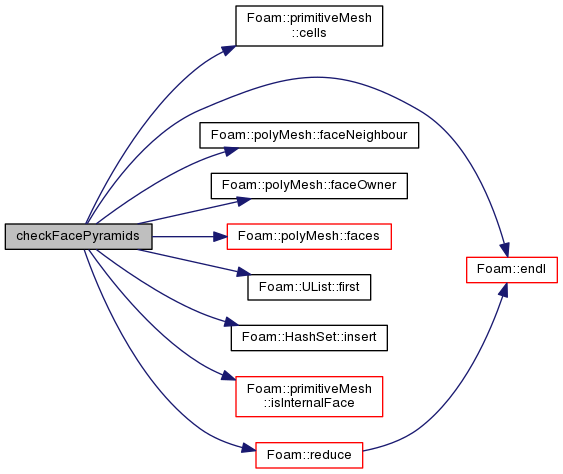 Foam::primitiveMesh
::cells
Foam::polyMesh::faceNeighbour
Foam::polyMesh::faceOwner
checkFacePyramids
Foam::polyMesh::faces
Foam::endl
Foam::UList::first
Foam::HashSet::insert
Foam::primitiveMesh
::isInternalFace
Foam::reduce